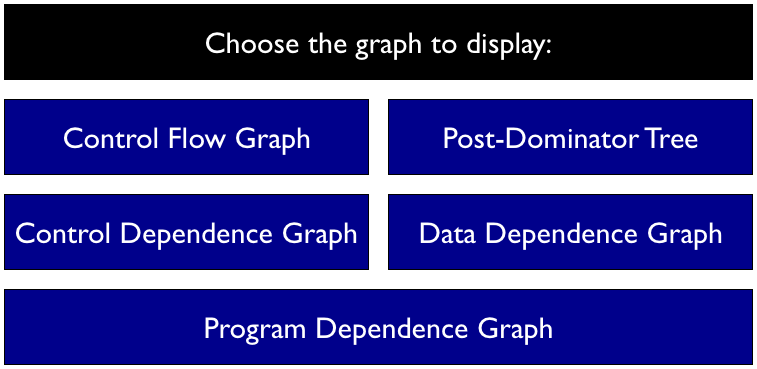 Choose the graph to display:
Control Flow Graph
Post-Dominator Tree
Control Dependence Graph
Data Dependence Graph
Program Dependence Graph